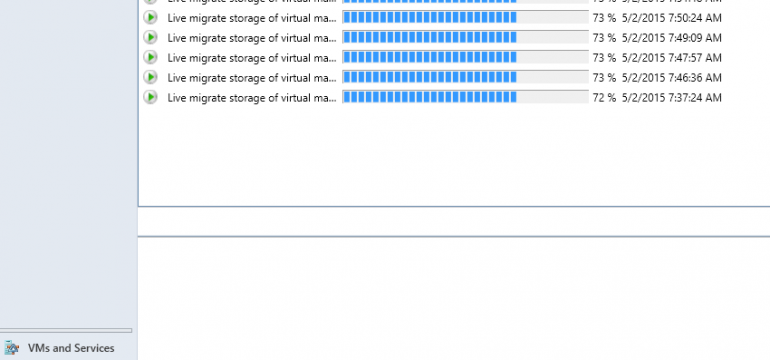 Live migrate storage of virtual ma... 73 % 5/2/2015 7:50:24 AM
Live migrate storage of virtual ma... 73 % 5/2/2015 7:49:09 AM
Live migrate storage of virtual ma... 73 % 5/2/2015 7:47:57 AM
Live migrate storage of virtual ma... 73 % 5/2/2015 7:46:36 AM
Live migrate storage of virtual ma... 72 % 5/2/2015 7:37:24 AM
VMs and Services